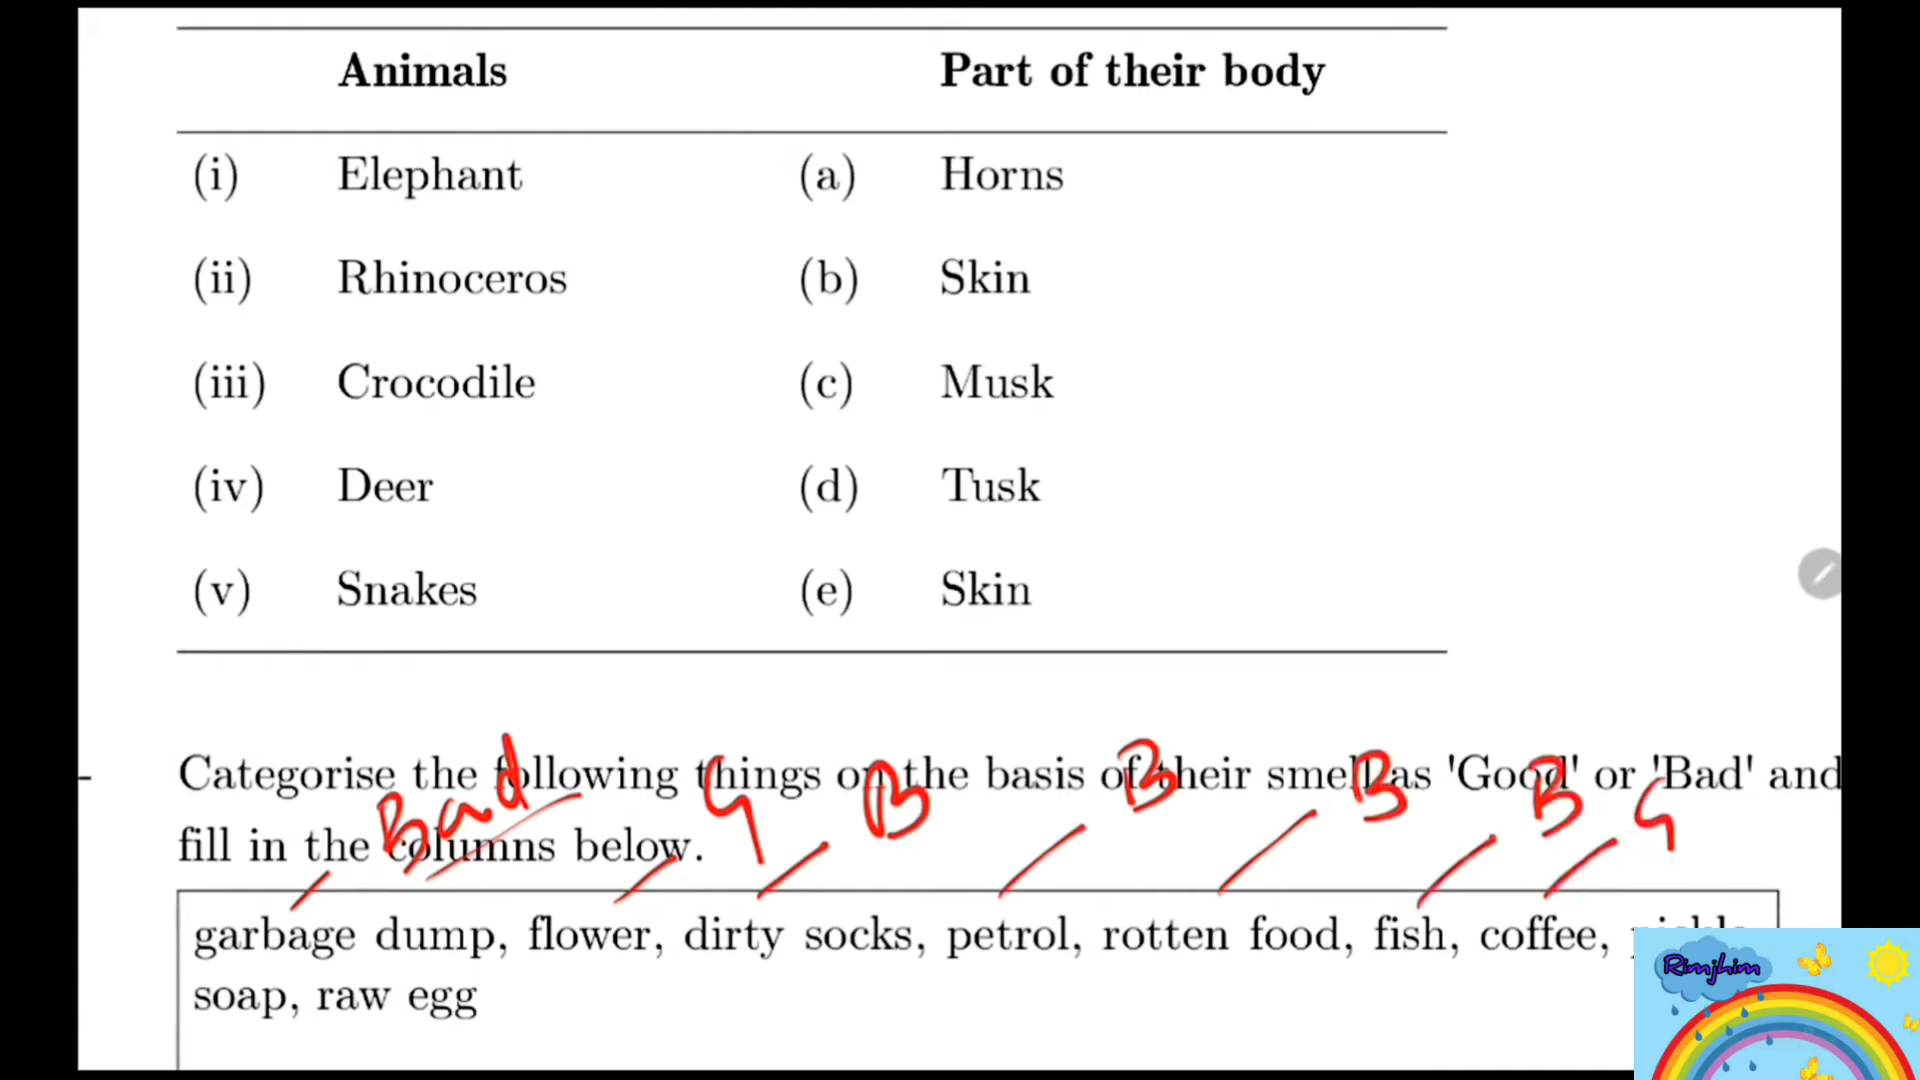 Animals Part of their body
(i) Elephant (a) Horns
(ii) Rhinoceros (b) Skin
(iii) Crocodile (c) Musk
(iv) Deer (d) Tusk
(v) Snakes (e) Skin
Categorise the following things on the basis of their smell as 'Good' or 'Bad' and
Bad G B B B B G
fill in the columns below.
garbage dump, flower, dirty socks, petrol, rotten food, fish, coffee,
soap, raw egg
Rimjhim